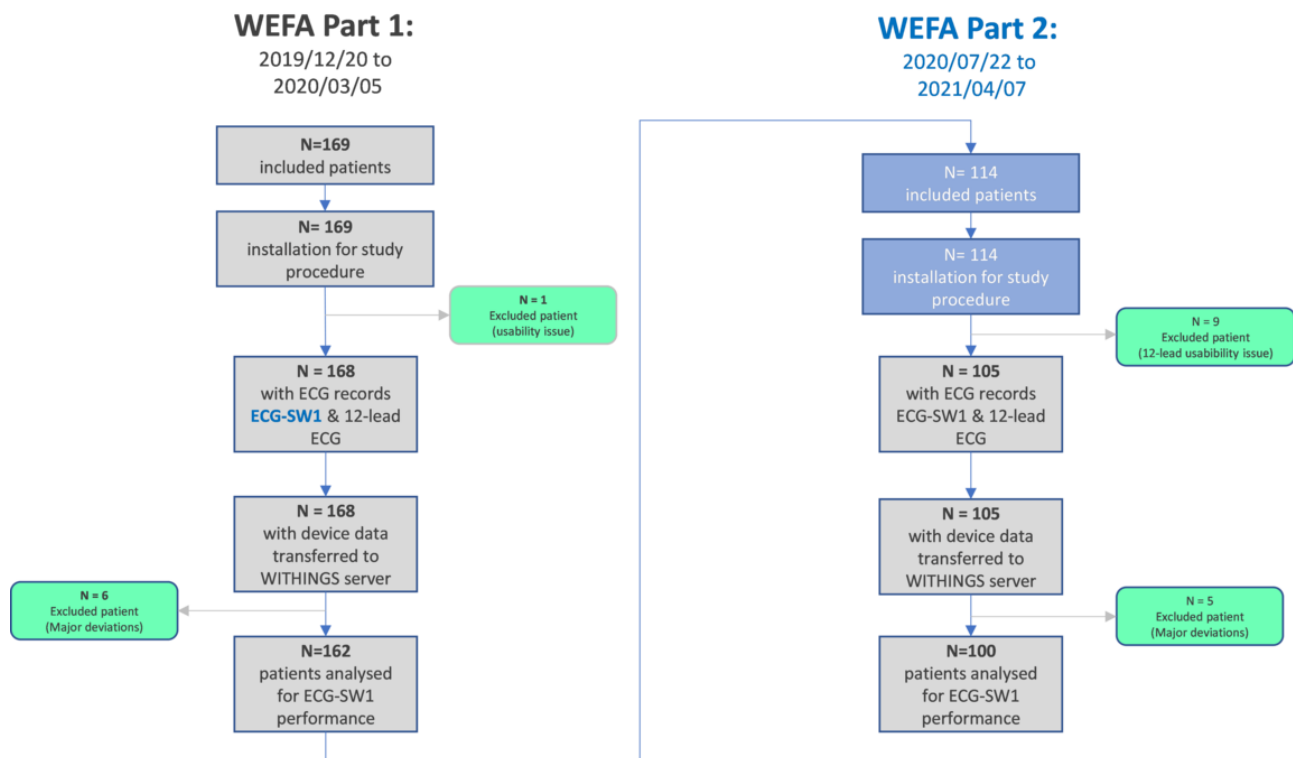 WEFA Part 1:
2019/12/20 to
2020/03/05
N=169
included patients
N= 169
installation for study
procedure
N = 1
Excluded patient
(usability issue)
N = 168
with ECG records
ECG-SW1 & 12-lead
ECG
N = 168
with device data
transferred to
WITHINGS server
N = 6
Excluded patient
(Major deviations)
N=162
patients analysed
for ECG-SW1
performance
WEFA Part 2:
2020/07/22 to
2021/04/07
N= 114
included patients
N= 114
installation for study
procedure
N = 9
Excluded patient
(12-lead usabibility issue)
N = 105
with ECG records
ECG-SW1 & 12-lead
ECG
N = 105
with device data
transferred to
WITHINGS server
N = 5
Excluded patient
(Major deviations)
N=100
patients analysed
for ECG-SW1
performance